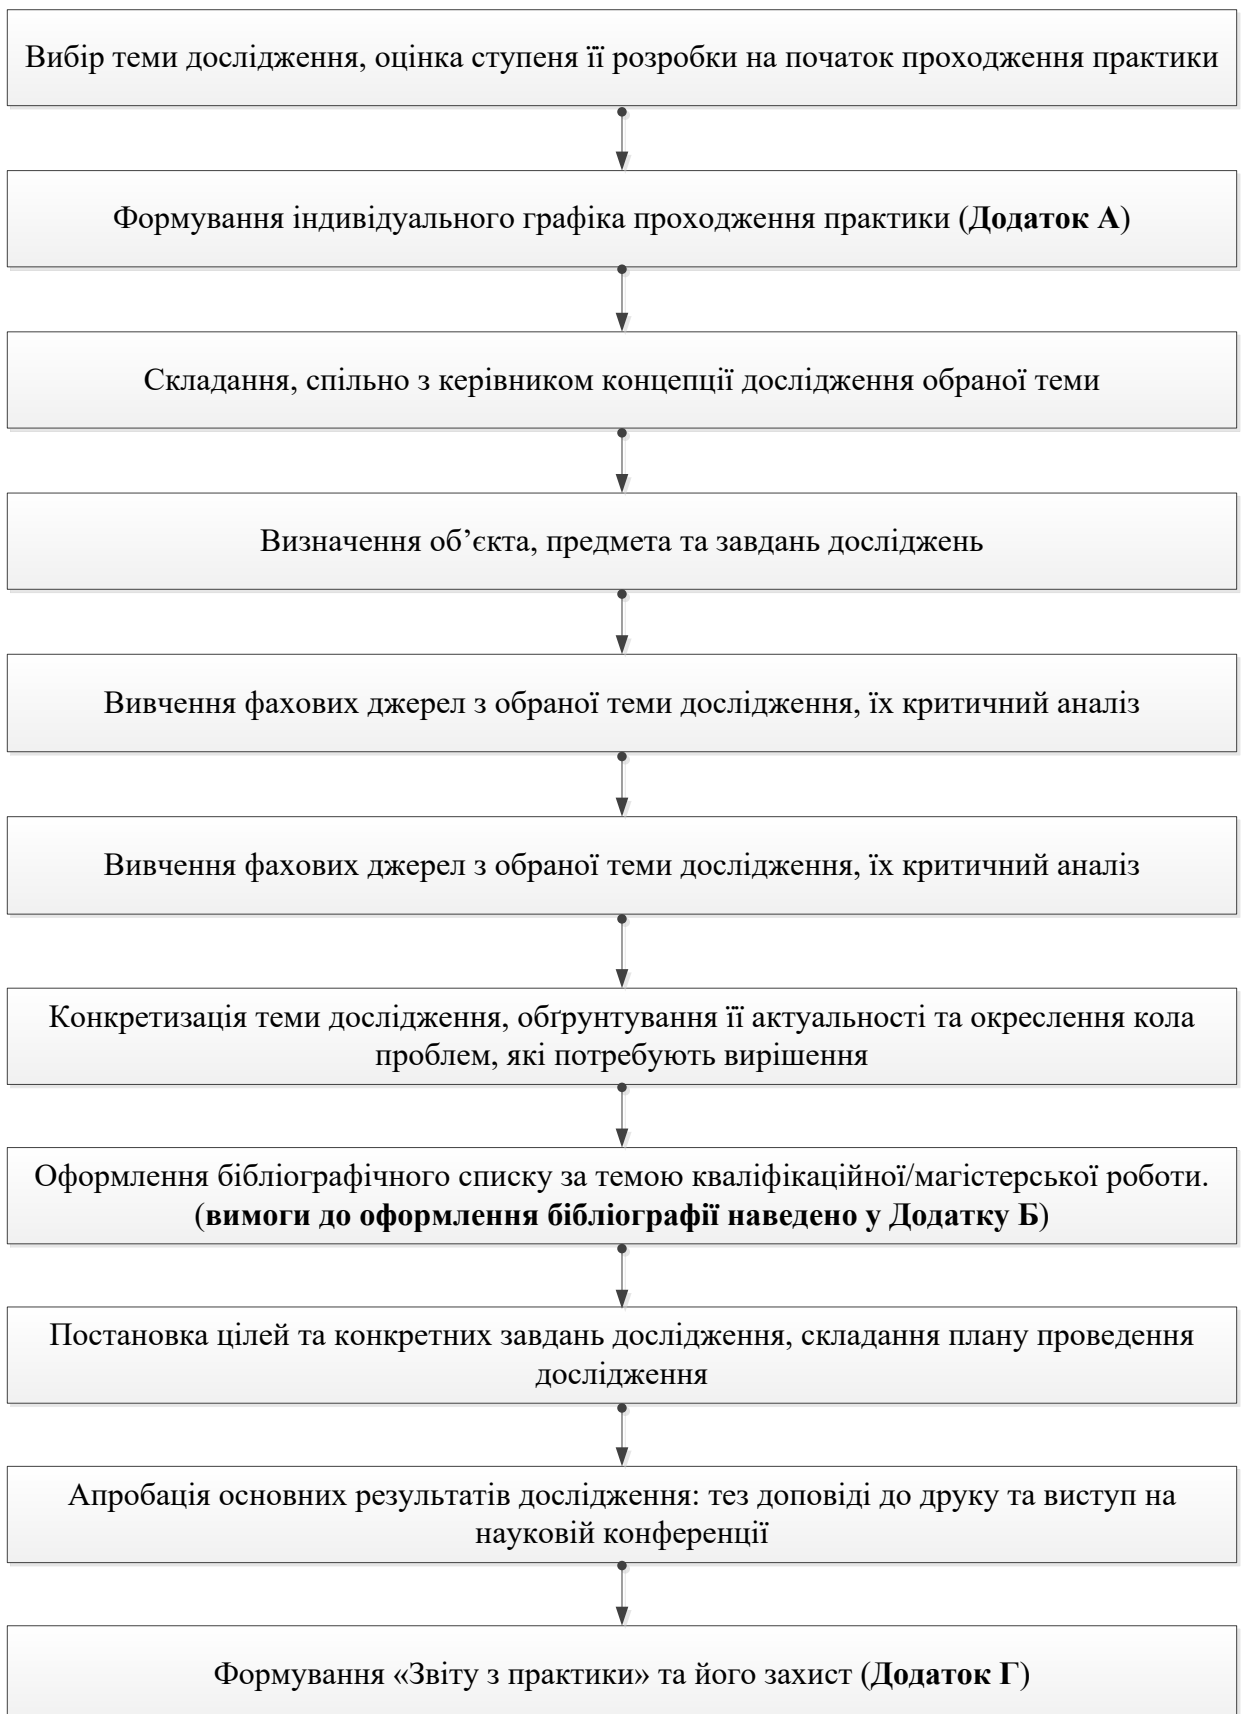 Вибір теми дослідження, оцінка ступеня її розробки на початок проходження практики
Формування індивідуального графіка проходження практики (Додаток А)
Складання, спільно з керівником концепції дослідження обраної теми
Визначення об’єкта, предмета та завдань досліджень
Вивчення фахових джерел з обраної теми дослідження, їх критичний аналіз
Вивчення фахових джерел з обраної теми дослідження, їх критичний аналіз
Конкретизація теми дослідження, обґрунтування її актуальності та окреслення кола
проблем, які потребують вирішення
Оформлення бібліографічного списку за темою кваліфікаційної/магістерської роботи.
(вимоги до оформлення бібліографії наведено у Додатку Б)
Постановка цілей та конкретних завдань дослідження, складання плану проведення
дослідження
Апробація основних результатів дослідження: тез доповіді до друку та виступ на
науковій конференції
Формування «Звіту з практики» та його захист (Додаток Г)